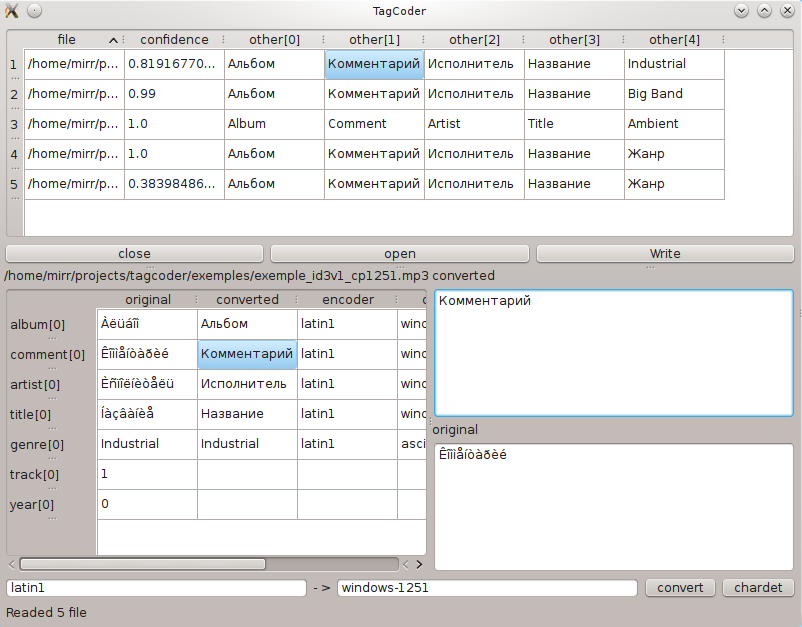 TagCoder
file confidence other[0] other[1] other[2] other[3] other[4]
1 /home/mirr/p... 0.81916770... Альбом Комментарий Исполнитель Название Industrial
2 /home/mirr/p... 0.99 Альбом Комментарий Исполнитель Название Big Band
3 /home/mirr/p... 1.0 Album Comment Artist Title Ambient
4 /home/mirr/p... 1.0 Альбом Комментарий Исполнитель Название Жанр
5 /home/mirr/p... 0.38398486... Альбом Комментарий Исполнитель Название Жанр
close open Write
/home/mirr/projects/tagcoder/exemples/exemple_id3v1_cp1251.mp3 converted
original converted encoder
album[0] Àëüáîì Альбом latin1
comment[0] Êîììåíòàðèé Комментарий latin1
artist[0] Èñïîëíèòåëü Исполнитель latin1
title[0] Íàçâàíèå Название latin1
genre[0] Industrial Industrial latin1
track[0] 1
year[0] 0
Комментарий
original
Êîììåíòàðèé
latin1 -> windows-1251 convert chardet
Readed 5 file